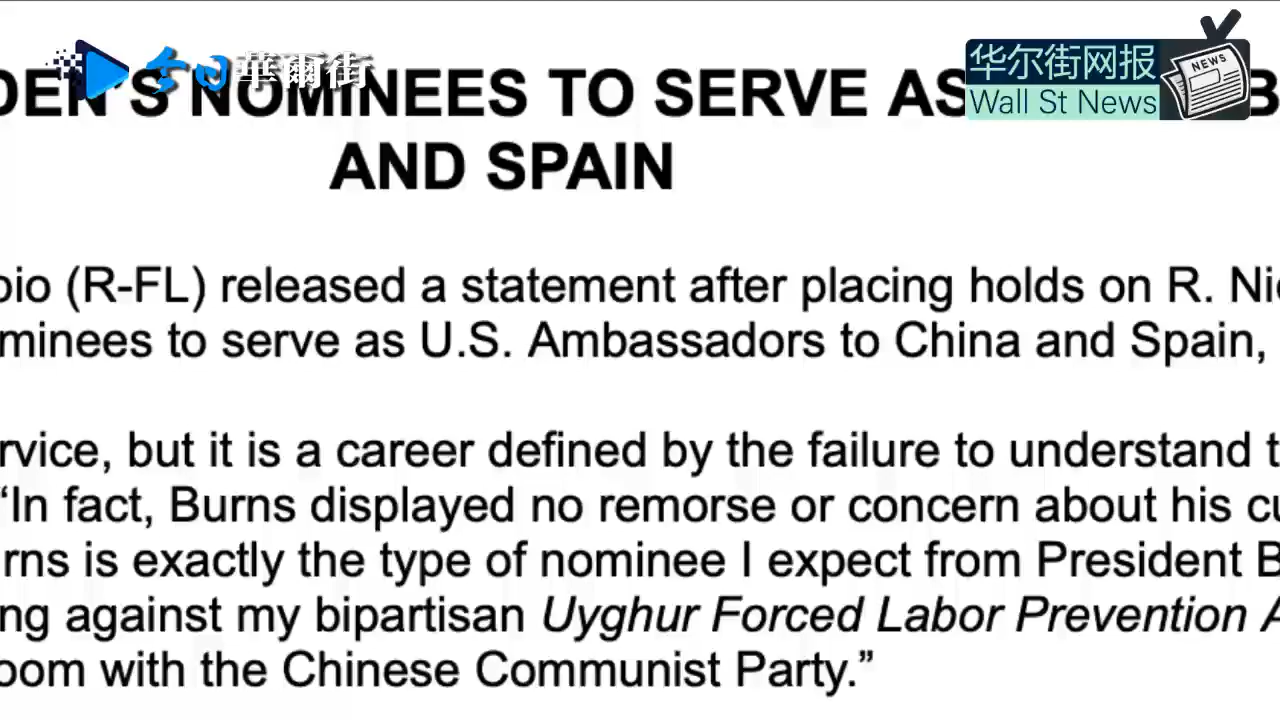 今日華爾街
华尔街网报
NEWS
Wall St News
DEN'S NOMINEES TO SERVE AS
AND SPAIN
bio (R-FL) released a statement after placing holds on R. Nic
minees to serve as U.S. Ambassadors to China and Spain,
rvice, but it is a career defined by the failure to understand t
“In fact, Burns displayed no remorse or concern about his cu
rns is exactly the type of nominee I expect from President B
ng against my bipartisan Uyghur Forced Labor Prevention A
oom with the Chinese Communist Party.”